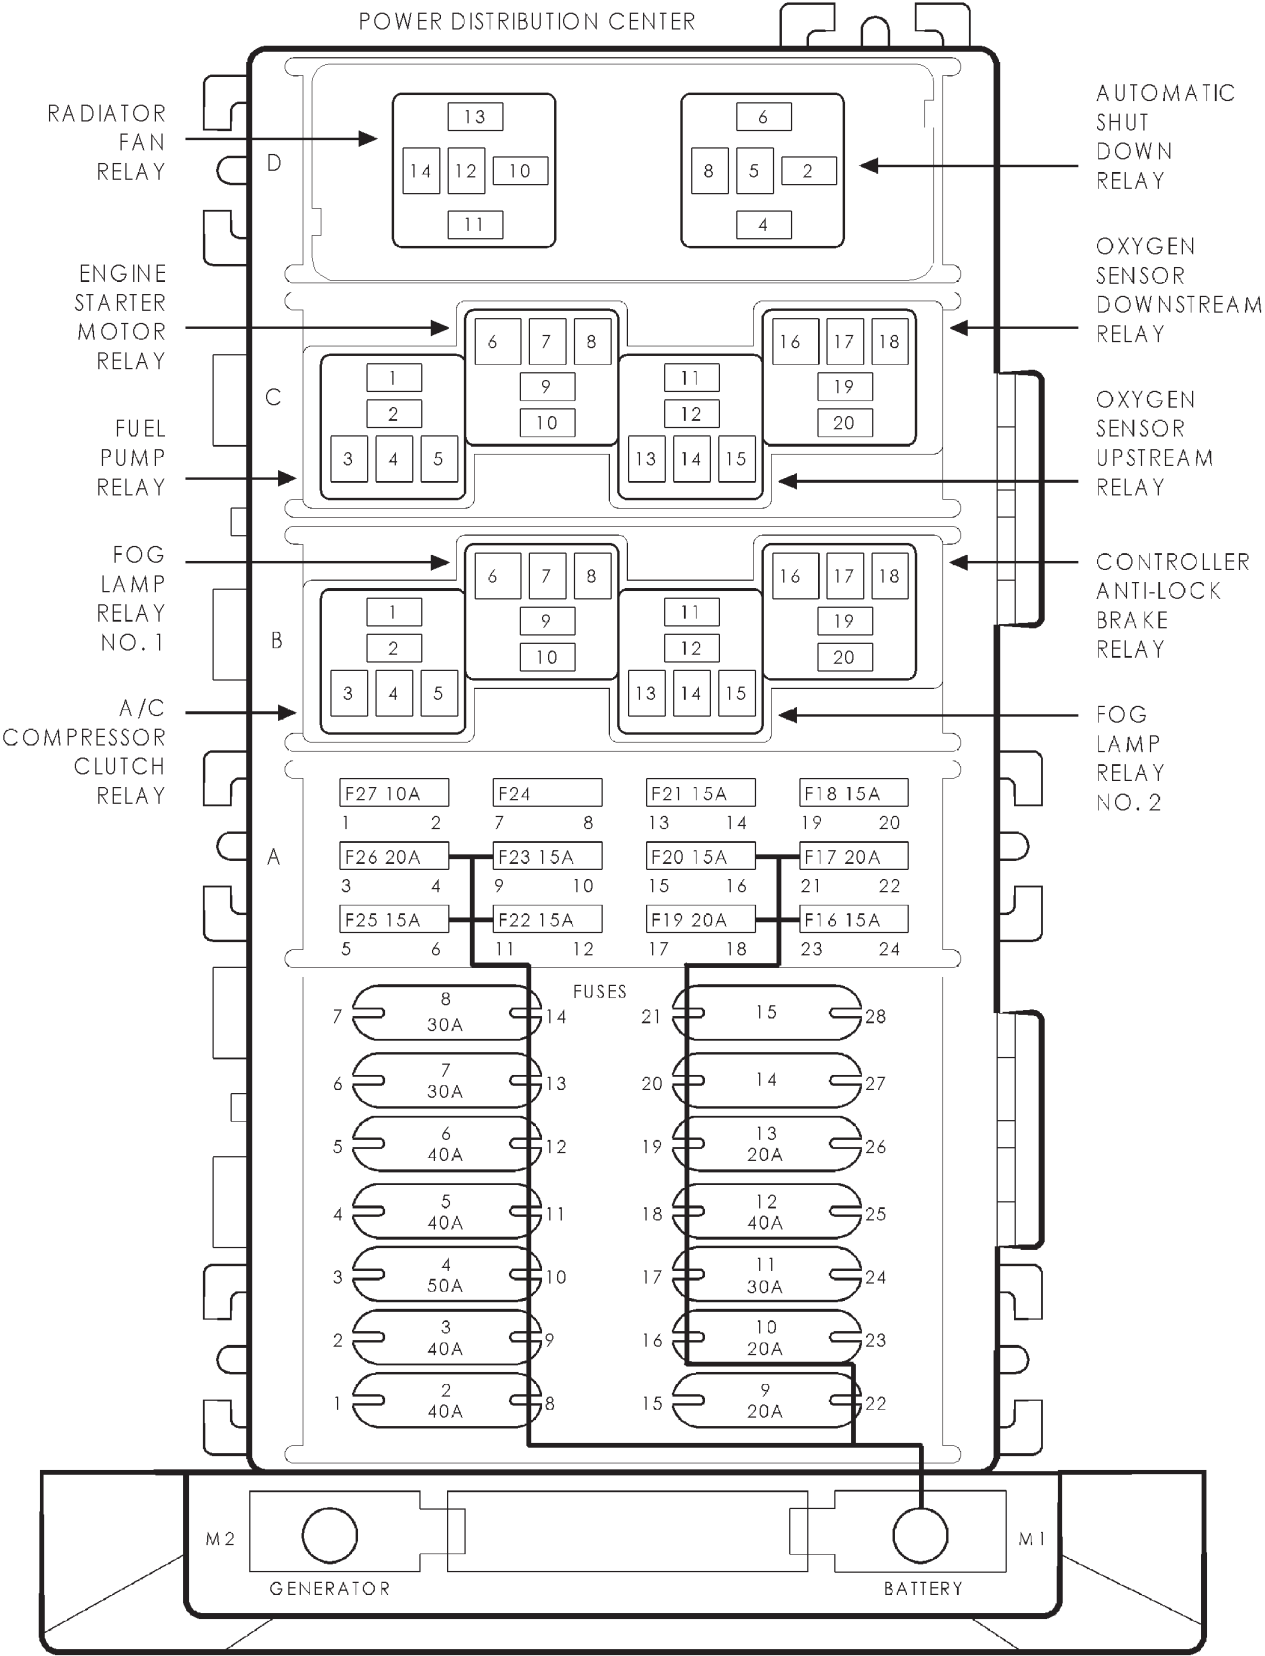 POWER DISTRIBUTION CENTER
RADIATOR
FAN
RELAY
AUTOMATIC
SHUT
DOWN
RELAY
D
13
14 12 10
11
6
8 5 2
4
ENGINE
STARTER
MOTOR
RELAY
OXYGEN
SENSOR
DOWNSTREAM
RELAY
FUEL
PUMP
RELAY
OXYGEN
SENSOR
UPSTREAM
RELAY
C
6 7 8
9
10
16 17 18
19
20
1
2
3 4 5
11
12
13 14 15
FOG
LAMP
RELAY
NO. 1
CONTROLLER
ANTI-LOCK
BRAKE
RELAY
A/C
COMPRESSOR
CLUTCH
RELAY
FOG
LAMP
RELAY
NO. 2
B
6 7 8
9
10
16 17 18
19
20
1
2
3 4 5
11
12
13 14 15
A
F27 10A F24 F21 15A F18 15A
1 2 7 8 13 14 19 20
F26 20A F23 15A F20 15A F17 20A
3 4 9 10 15 16 21 22
F25 15A F22 15A F19 20A F16 15A
5 6 11 12 17 18 23 24
FUSES
7 8 14 21 15 28
30A
6 7 13 20 14 27
30A
5 6 12 19 13 26
40A 20A
4 5 11 18 12 25
40A 40A
3 4 10 17 11 24
50A 30A
2 3 9 16 10 23
40A 20A
1 2 8 15 9 22
40A 20A
M2 M1
GENERATOR BATTERY